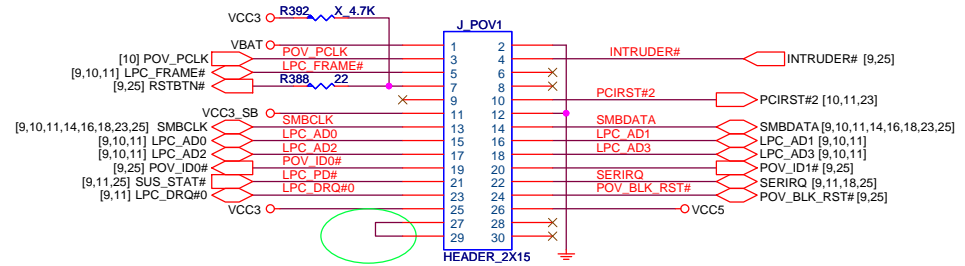 R392 X_4.7K
VCC3
J_POV1
VBAT 1 2
[10] POV_PCLK POV_PCLK 3 4 INTRUDER# INTRUDER# [9,25]
[9,10,11] LPC_FRAME# LPC_FRAME# 5 6
[9,25] RSTBTN# R388 22 7 8
9 10 PCIRST#2 PCIRST#2 [10,11,23]
VCC3_SB 11 12
[9,10,11,14,16,18,23,25] SMBCLK SMBCLK 13 14 SMBDATA SMBDATA [9,10,11,14,16,18,23,25]
[9,10,11] LPC_AD0 LPC_AD0 15 16 LPC_AD1 LPC_AD1 [9,10,11]
[9,10,11] LPC_AD2 LPC_AD2 17 18 LPC_AD3 LPC_AD3 [9,10,11]
[9,25] POV_ID0# POV_ID0# 19 20 POV_ID1# [9,25]
[9,11,25] SUS_STAT# LPC_PD# 21 22 SERIRQ SERIRQ [9,11,18,25]
[9,11] LPC_DRQ#0 LPC_DRQ#0 23 24 POV_BLK_RST# POV_BLK_RST# [9,25]
VCC3 25 26 VCC5
27 28
29 30
HEADER_2X15